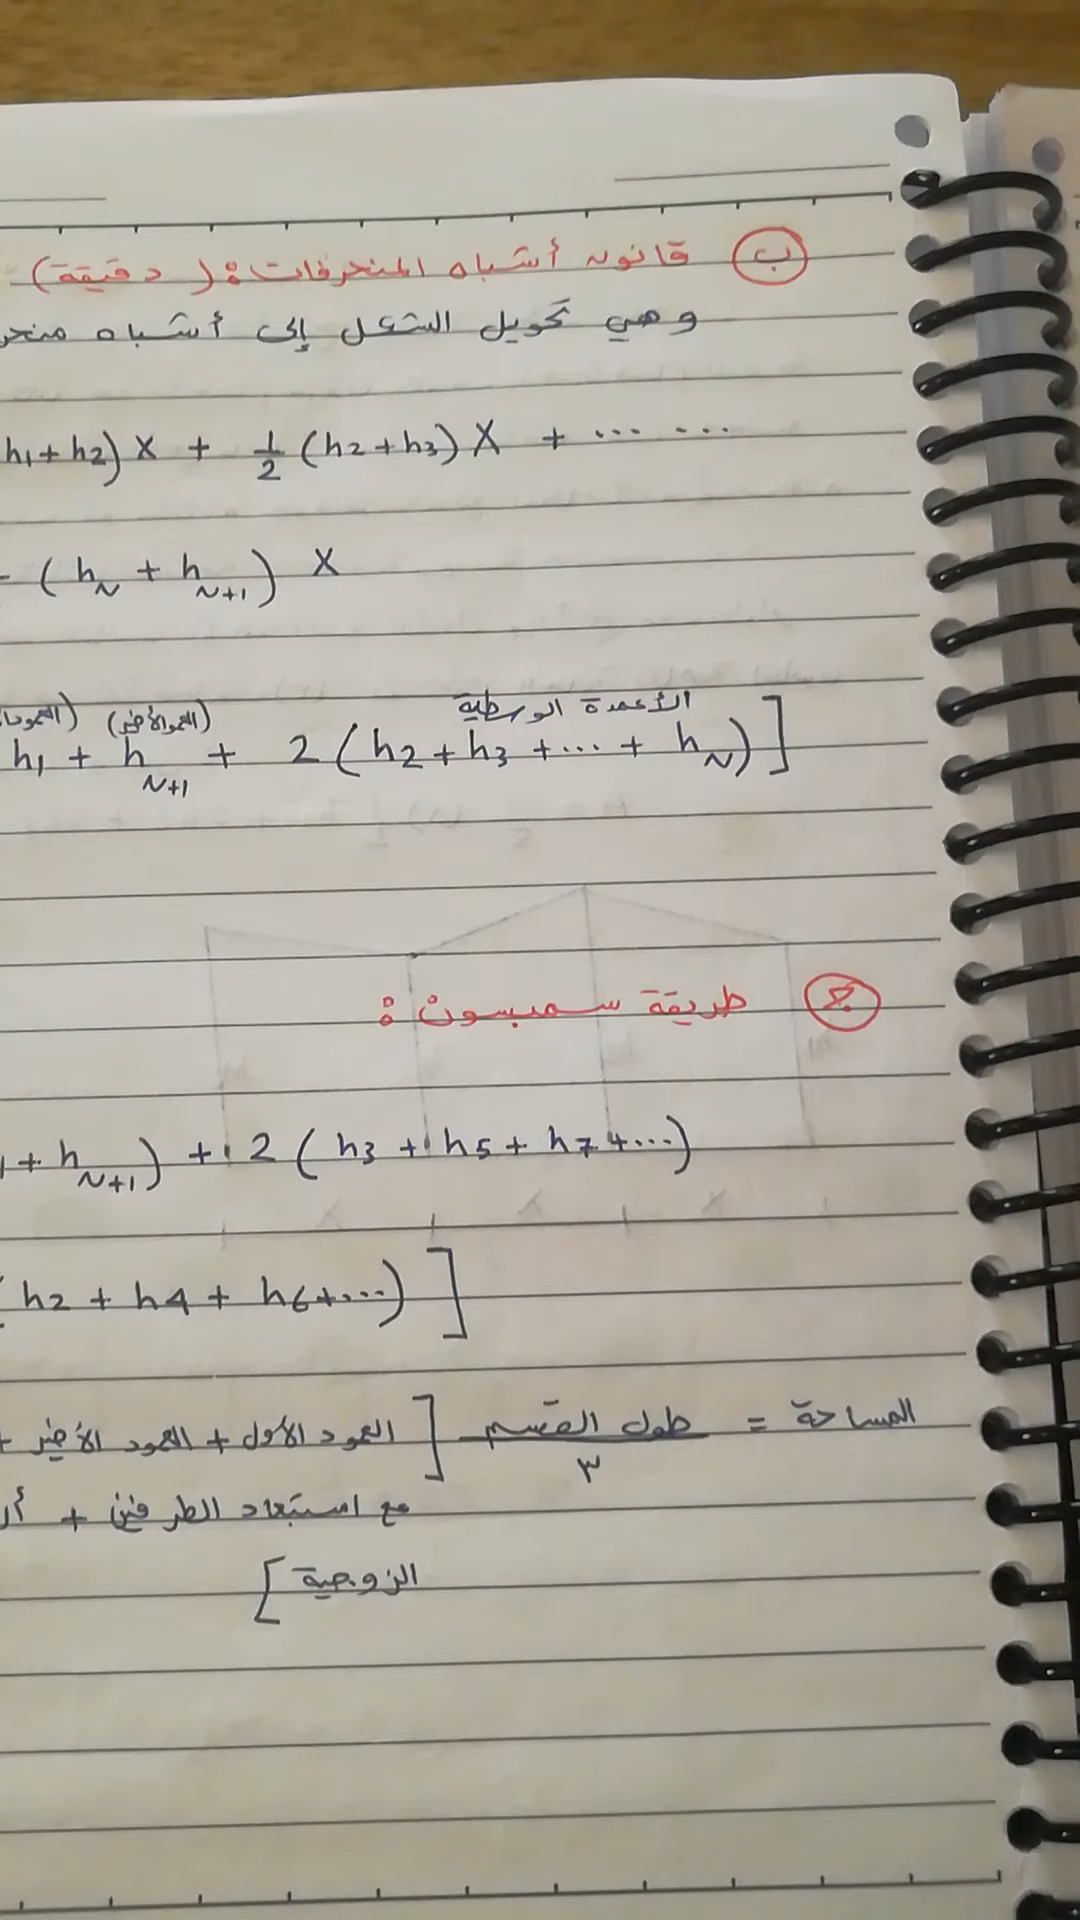 ب قانون أشباه المنحرفات: (دقيقة)
وهي تحويل الشكل إلى أشباه
h1 + h2) X + 1/2 (h2 + h3) X + ... ...
(hN + hN+1) X
(العمود الأخير) الأعمدة الوسطية
h1 + hN+1 + 2 (h2 + h3 + ... + hN)]
ج طريقة سمبسون:
+ hN+1) + 2 (h3 + h5 + h7 + ...)
h2 + h4 + h6 + ...)]
المساحة = طول القسم / ٣ [العمود الأول + العمود الأخير +
مع استبعاد الطرفين +
الزوجية]